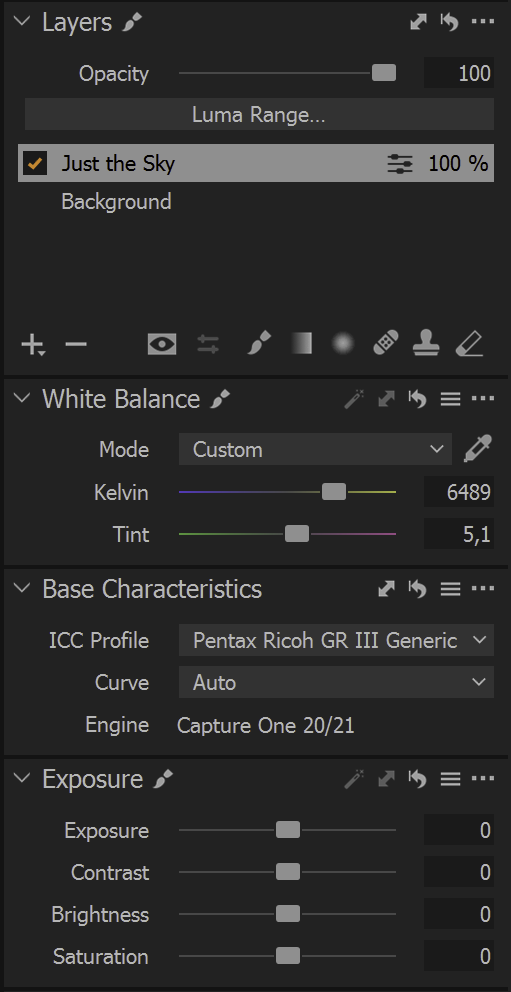 Layers
Opacity 100
Luma Range...
Just the Sky 100 %
Background
White Balance
Mode Custom
Kelvin 6489
Tint 5,1
Base Characteristics
ICC Profile Pentax Ricoh GR III Generic
Curve Auto
Engine Capture One 20/21
Exposure
Exposure 0
Contrast 0
Brightness 0
Saturation 0